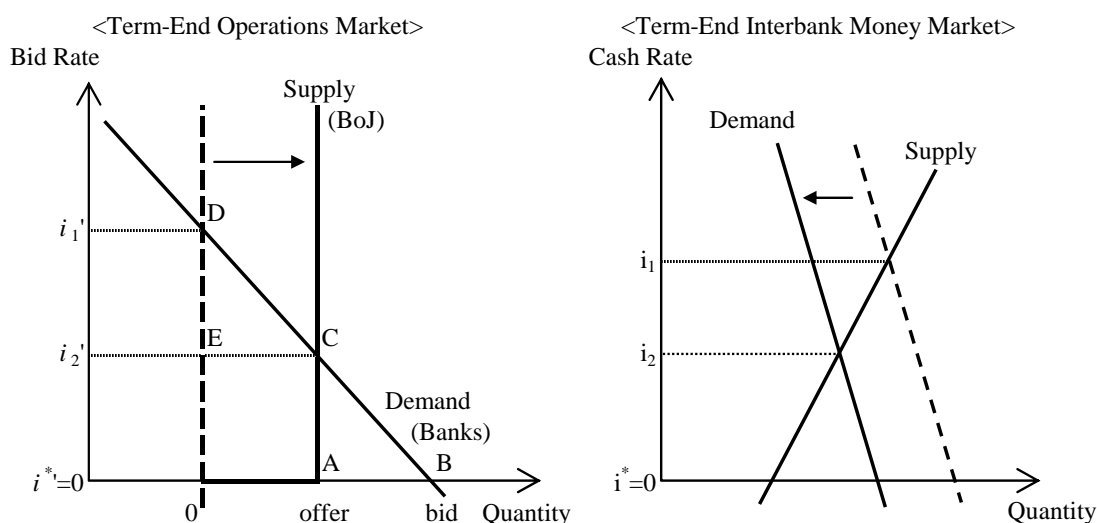 <Term-End Operations Market>
Bid Rate
Supply
(BoJ)
D
i₁'
E
C
i₂'
Demand
(Banks)
A
B
i*'=0
0
offer
bid
Quantity
<Term-End Interbank Money Market>
Cash Rate
Demand
Supply
i₁
i₂
i*=0
Quantity